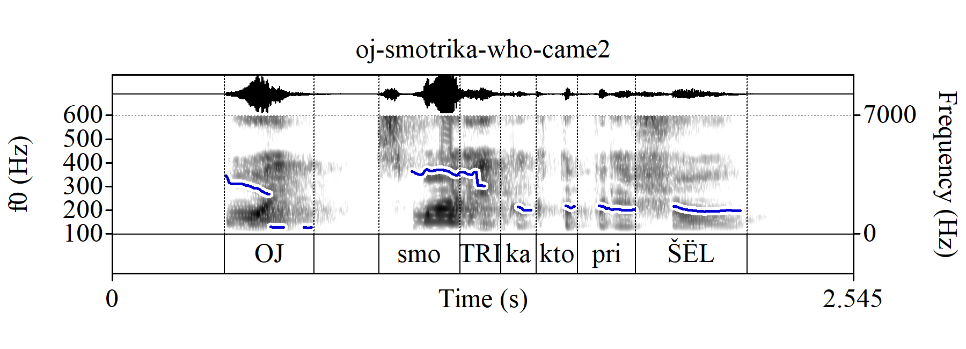 oj-smotrika-who-came2
600
500
400
300
200
100
f0 (Hz)
7000
0
Frequency (Hz)
OJ smo TRI ka kto pri ŠËL
0 Time (s) 2.545